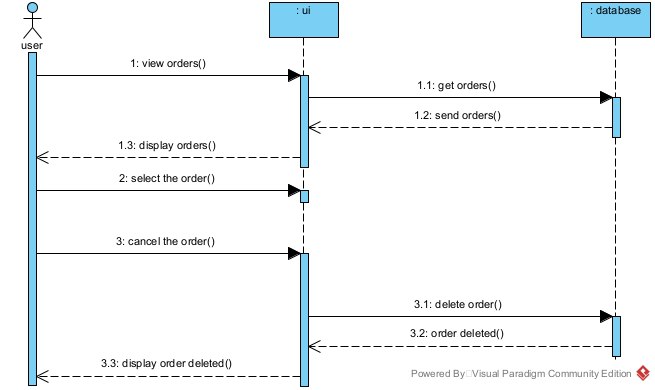 : ui
: database
user
1: view orders()
1.1: get orders()
1.2: send orders()
1.3: display orders()
2: select the order()
3: cancel the order()
3.1: delete order()
3.2: order deleted()
3.3: display order deleted()
Powered By Visual Paradigm Community Edition